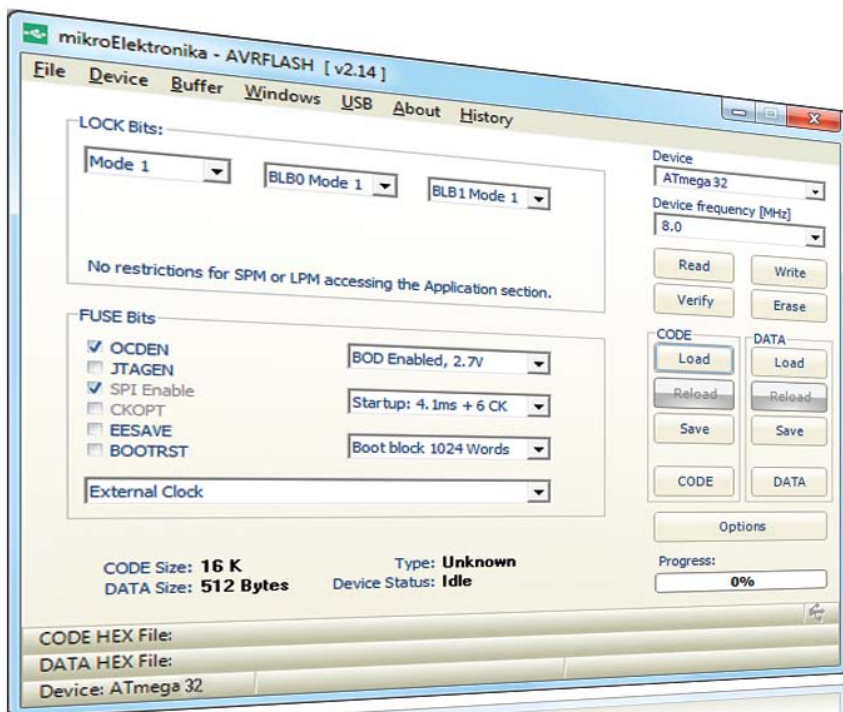 mikroElektronika - AVRFLASH [ v2.14 ]
File Device Buffer Windows USB About History
LOCK Bits:
Mode 1
BLB0 Mode 1
BLB1 Mode 1
No restrictions for SPM or LPM accessing the Application section.
FUSE Bits
OCDEN
JTAGEN
SPI Enable
CKOPT
EESAVE
BOOTRST
BOD Enabled, 2.7V
Startup: 4.1ms + 6 CK
Boot block 1024 Words
External Clock
CODE Size: 16 K
DATA Size: 512 Bytes
Type: Unknown
Device Status: Idle
Device
ATmega 32
Device frequency [MHz]
8.0
Read
Write
Verify
Erase
CODE
Load
Reload
Save
CODE
DATA
Load
Reload
Save
DATA
Options
Progress:
0%
CODE HEX File:
DATA HEX File:
Device: ATmega 32